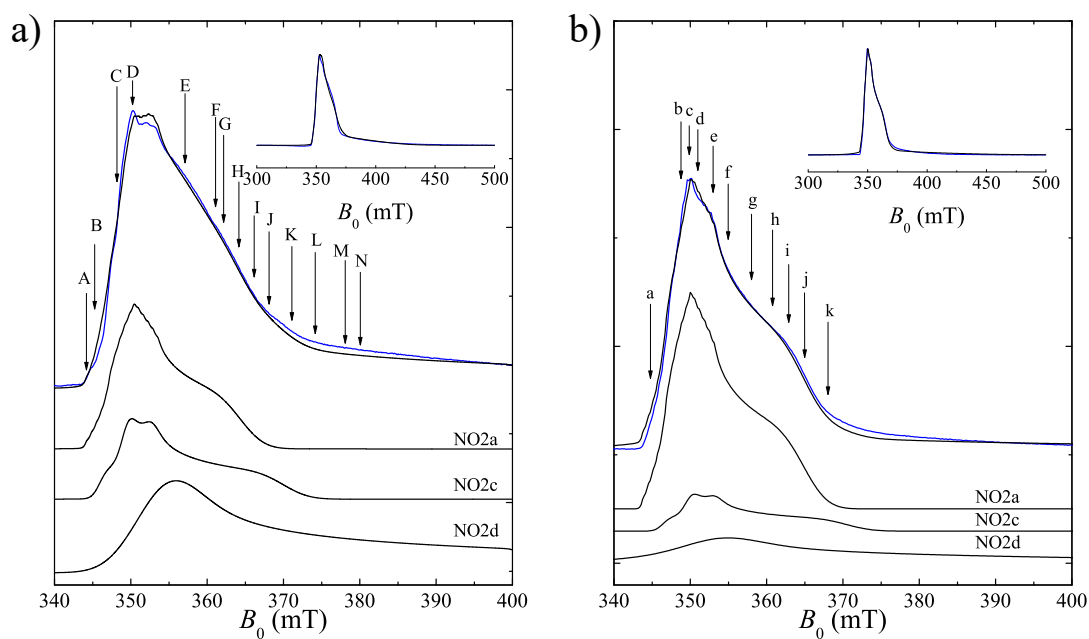 a)
C
D
E
F
G
B
H
A
I
J
K
L
M
N
300
350
400
450
500
B0 (mT)
NO2a
NO2c
NO2d
340
350
360
370
380
390
400
B0 (mT)
b)
b
c
d
e
f
g
h
a
i
j
k
300
350
400
450
500
B0 (mT)
NO2a
NO2c
NO2d
340
350
360
370
380
390
400
B0 (mT)